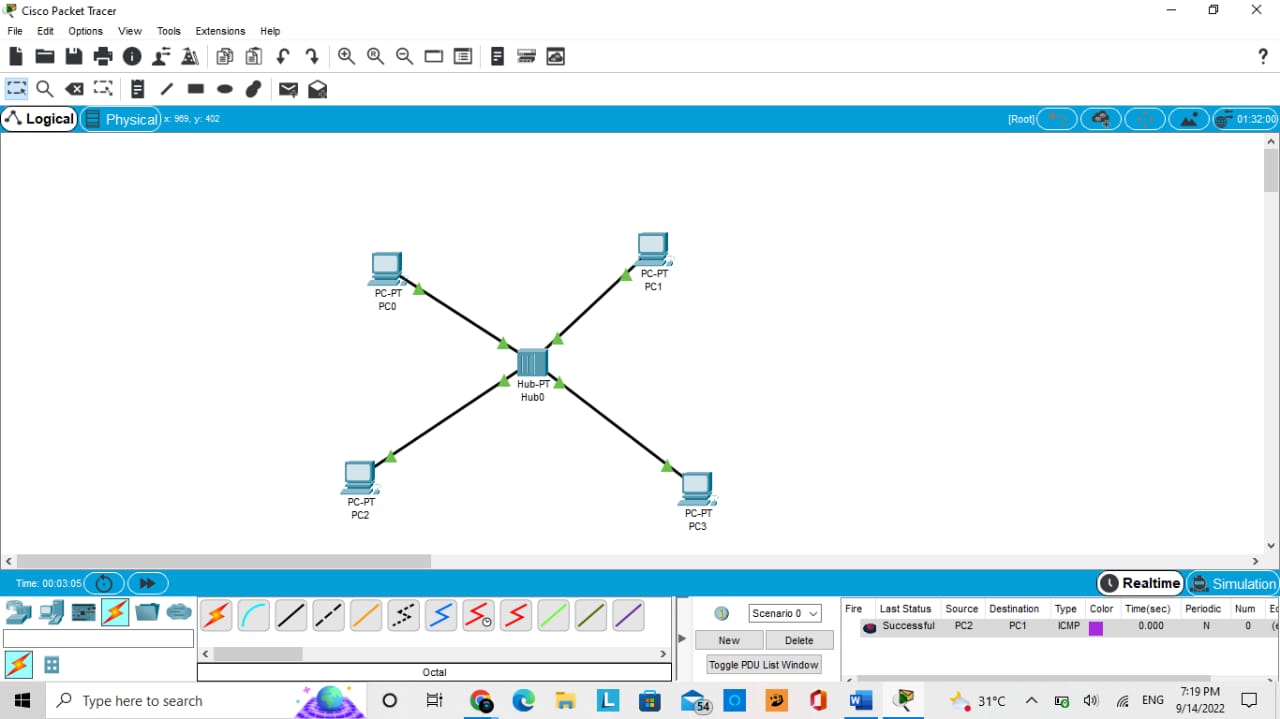 Cisco Packet Tracer
File Edit Options View Tools Extensions Help
?
Logical Physical x: 969, y: 402 [Root] 01:32:00
PC-PT
PC0
PC-PT
PC1
Hub-PT
Hub0
PC-PT
PC2
PC-PT
PC3
Time: 00:03:05 Realtime Simulation
Scenario 0
New Delete
Toggle PDU List Window
Fire Last Status Source Destination Type Color Time(sec) Periodic Num
Successful PC2 PC1 ICMP 0.000 N 0
Octal
Type here to search
L
54
31°C
ENG
7:19 PM
9/14/2022